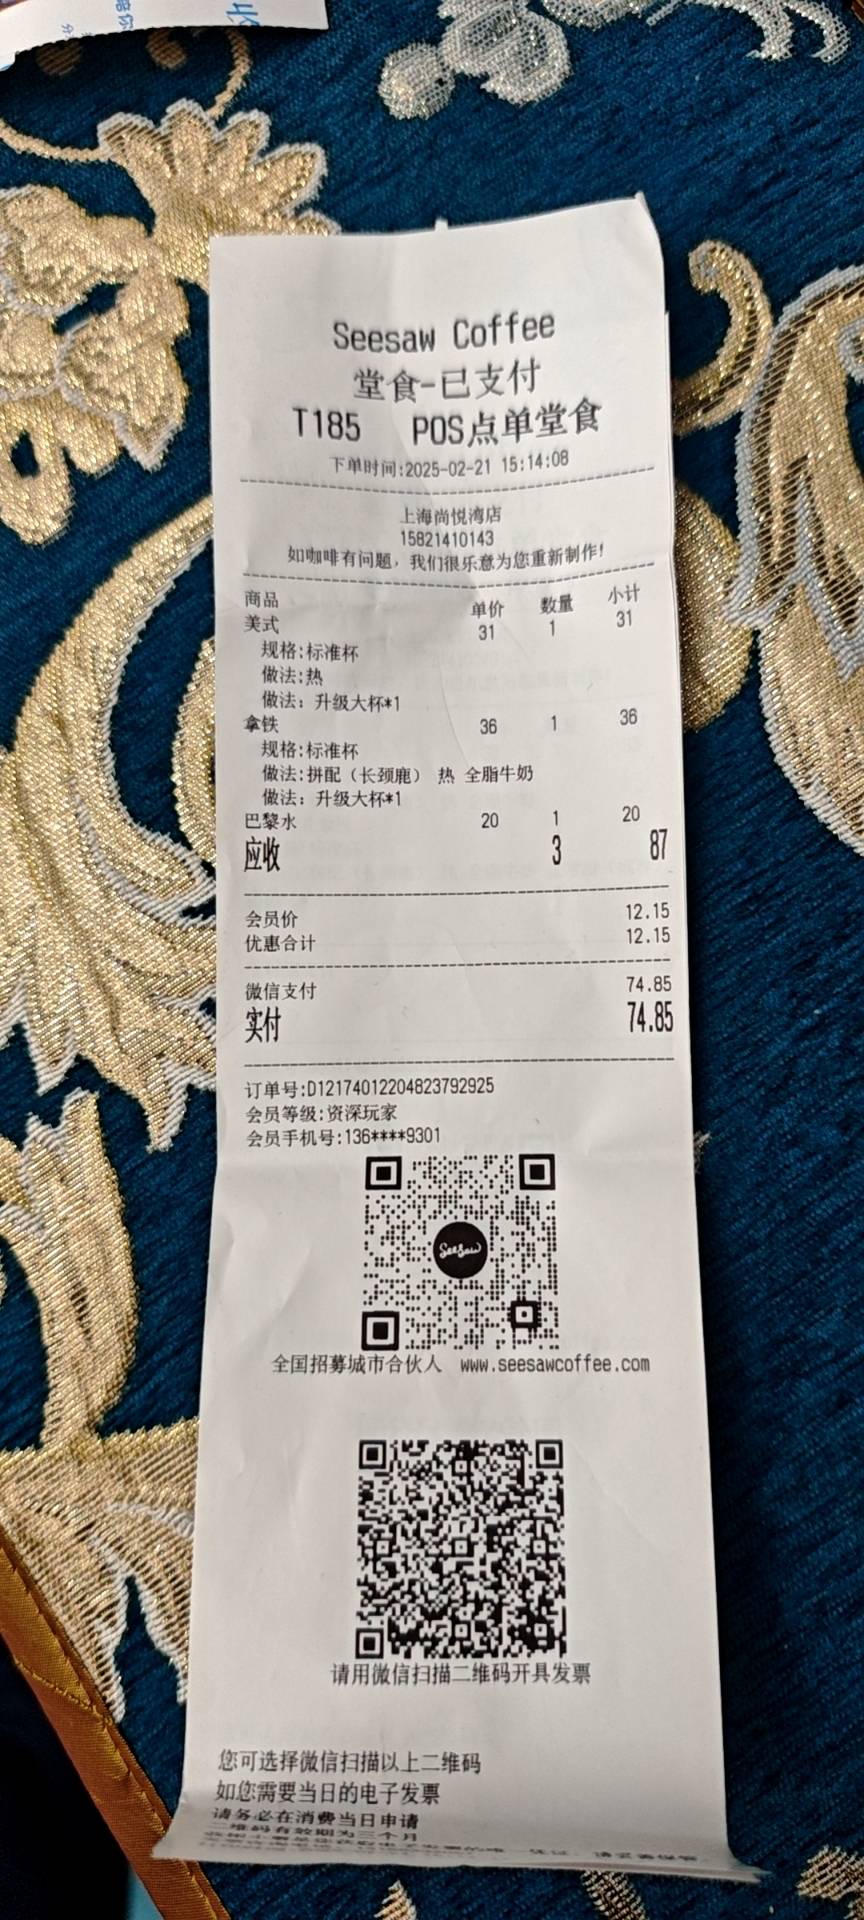 Seesaw Coffee
堂食-已支付
T185 POS点单堂食
下单时间:2025-02-21 15:14:08
上海尚悦湾店
15821410143
如咖啡有问题，我们很乐意为您重新制作！
商品 单价 数量 小计
美式 31 1 31
规格:标准杯
做法:热
做法：升级大杯*1
拿铁 36 1 36
规格:标准杯
做法:拼配（长颈鹿） 热 全脂牛奶
做法：升级大杯*1
巴黎水 20 1 20
应收 3 87
会员价 12.15
优惠合计 12.15
微信支付 74.85
实付 74.85
订单号:D12174012204823792925
会员等级:资深玩家
会员手机号:136****9301
SeeSaw
全国招募城市合伙人 www.seesawcoffee.com
请用微信扫描二维码开具发票
您可选择微信扫描以上二维码
如您需要当日的电子发票
请务必在消费当日申请
二维码有效期为三个月